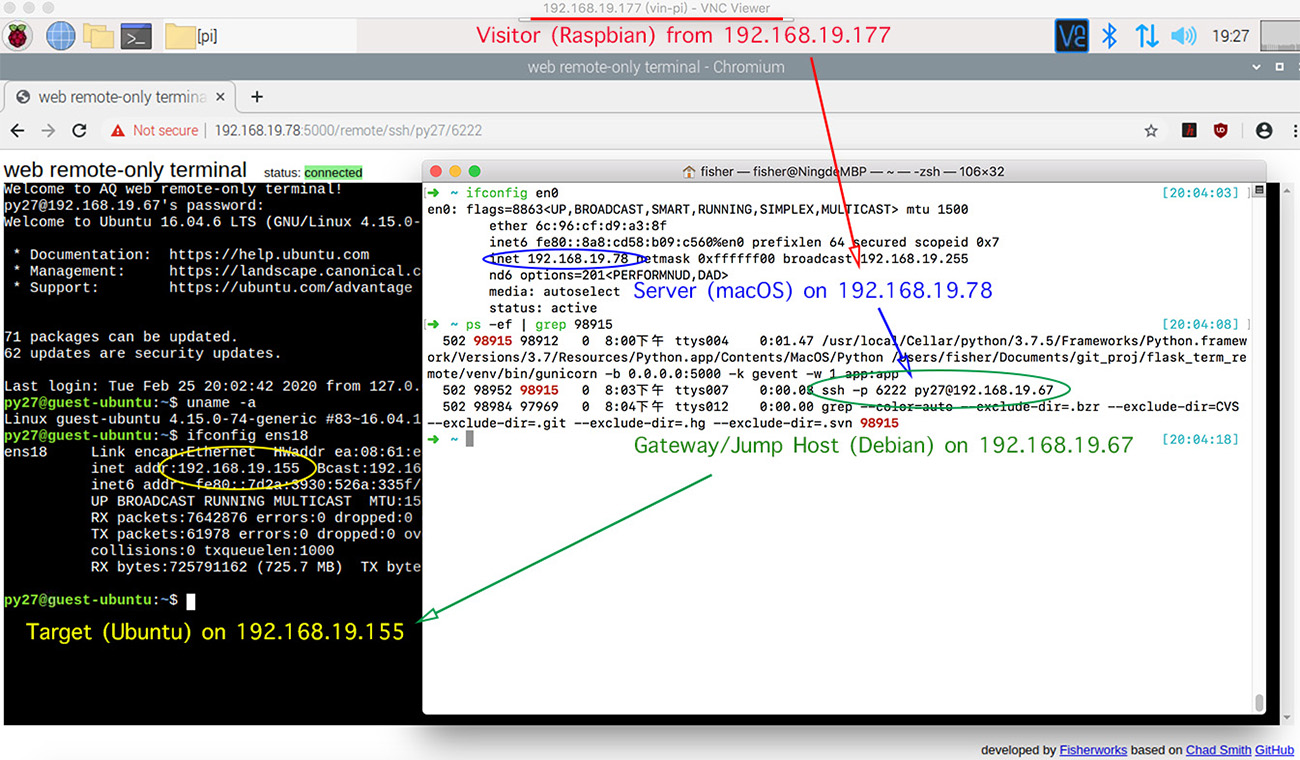 192.168.19.177 (vin-pi) - VNC Viewer
[pi]
Visitor (Raspbian) from 192.168.19.177
19:27
web remote-only terminal - Chromium
web remote-only termina
Not secure | 192.168.19.78:5000/remote/ssh/py27/6222
web remote-only terminal status: connected
Welcome to AQ web remote-only terminal!
py27@192.168.19.67's password:
Welcome to Ubuntu 16.04.6 LTS (GNU/Linux 4.15.0-
* Documentation: https://help.ubuntu.com
* Management: https://landscape.canonical.c
* Support: https://ubuntu.com/advantage
71 packages can be updated.
62 updates are security updates.
Last login: Tue Feb 25 20:02:42 2020 from 127.0.
py27@guest-ubuntu:~$ uname -a
Linux guest-ubuntu 4.15.0-74-generic #83~16.04.1
py27@guest-ubuntu:~$ ifconfig ens18
ens18 Link encap:Ethernet HWaddr ea:08:61:e
inet addr:192.168.19.155 Bcast:192.16
inet6 addr: fe80::7d2a:3930:526a:335f/
UP BROADCAST RUNNING MULTICAST MTU:15
RX packets:7642876 errors:0 dropped:0
TX packets:61978 errors:0 dropped:0 ov
collisions:0 txqueuelen:1000
RX bytes:725791162 (725.7 MB) TX byte
py27@guest-ubuntu:~$
Target (Ubuntu) on 192.168.19.155
fisher — fisher@NingdeMBP — ~ — -zsh — 106×32
➜ ~ ifconfig en0 [20:04:03]
en0: flags=8863<UP,BROADCAST,SMART,RUNNING,SIMPLEX,MULTICAST> mtu 1500
ether 6c:96:cf:d9:a3:8f
inet6 fe80::8a8:cd58:b09:c560%en0 prefixlen 64 secured scopeid 0x7
inet 192.168.19.78 netmask 0xffffff00 broadcast 192.168.19.255
nd6 options=201<PERFORMNUD,DAD>
media: autoselect
Server (macOS) on 192.168.19.78
status: active
➜ ~ ps -ef | grep 98915 [20:04:08]
502 98915 98912 0 8:00下午 ttys004 0:01.47 /usr/local/Cellar/python/3.7.5/Frameworks/Python.framew
ork/Versions/3.7/Resources/Python.app/Contents/MacOS/Python /Users/fisher/Documents/git_proj/flask_term_re
mote/venv/bin/gunicorn -b 0.0.0.0:5000 -k gevent -w 1 app:app
502 98952 98915 0 8:03下午 ttys007 0:00.08 ssh -p 6222 py27@192.168.19.67
502 98984 97969 0 8:04下午 ttys012 0:00.00 grep --color=auto --exclude-dir=.bzr --exclude-dir=CVS
--exclude-dir=.git --exclude-dir=.hg --exclude-dir=.svn 98915
➜ ~ [20:04:18]
Gateway/Jump Host (Debian) on 192.168.19.67
developed by Fisherworks based on Chad Smith GitHub